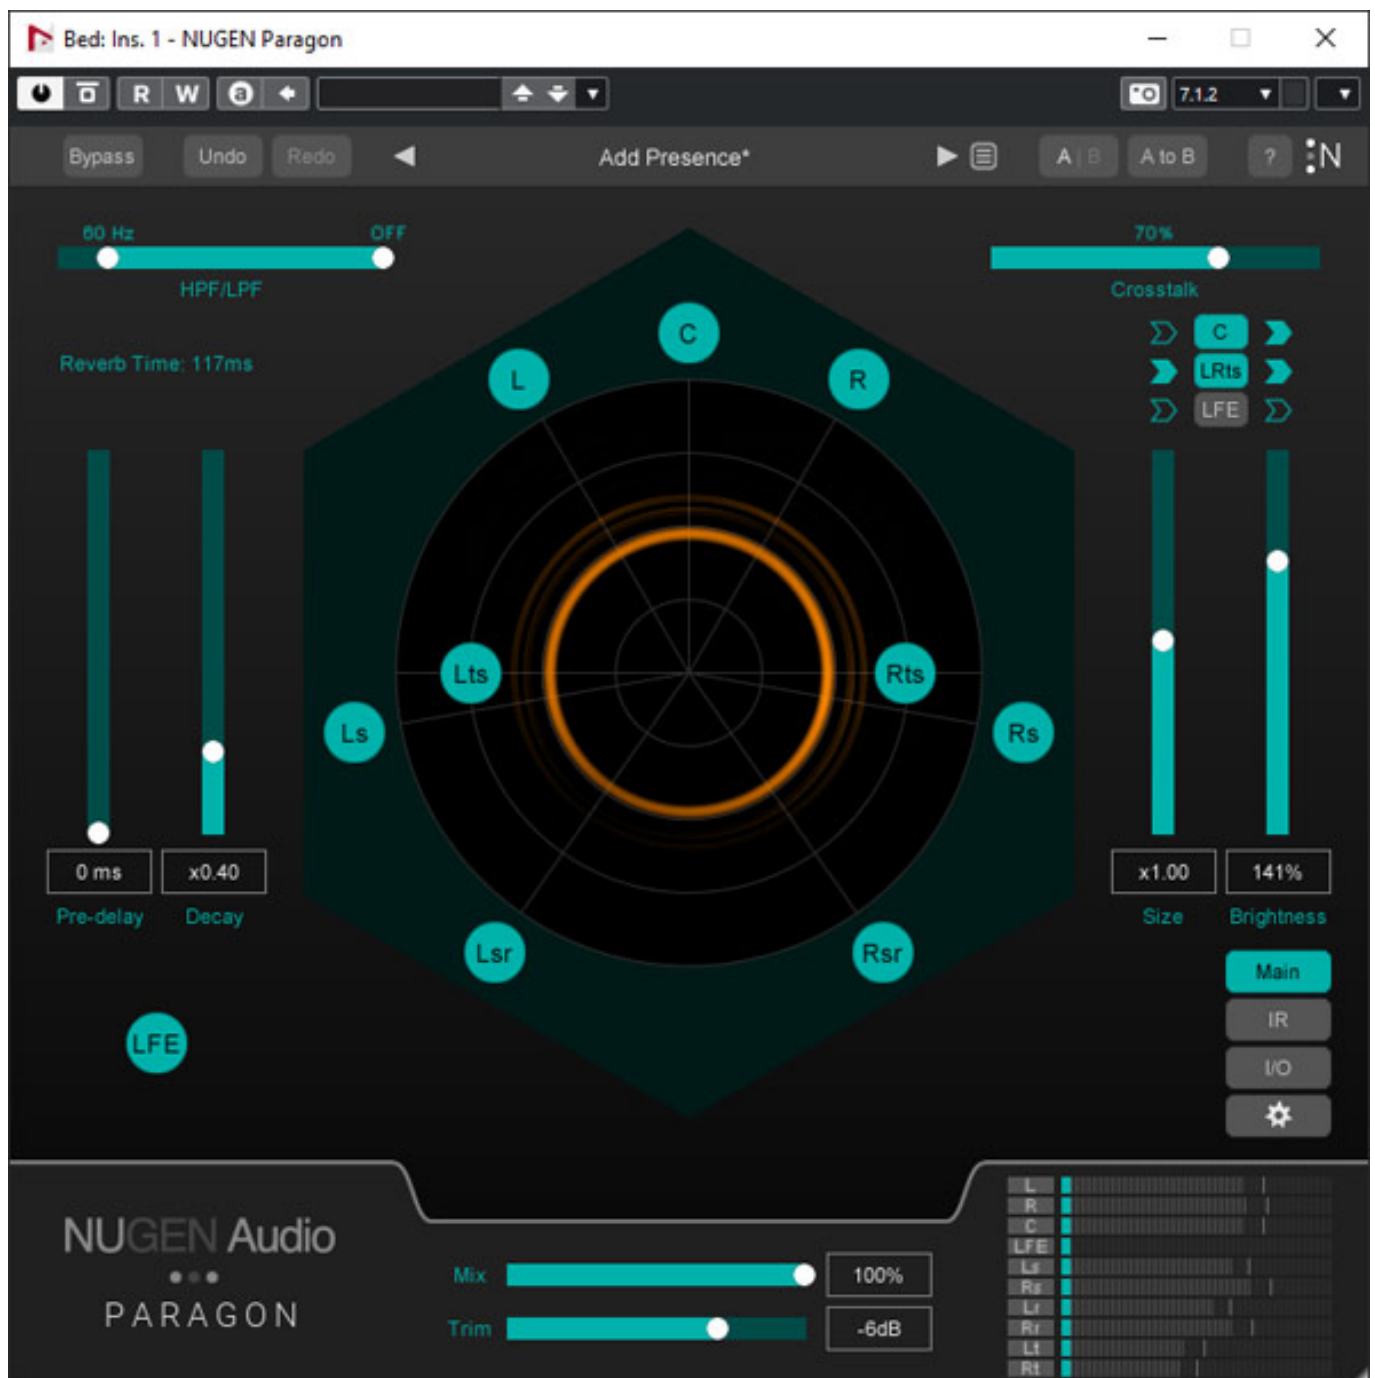 Bed: Ins. 1 - NUGEN Paragon
R W a 7.1.2
Bypass Undo Redo Add Presence* A | B A to B ? N
60 Hz OFF
HPF/LPF
70%
Crosstalk
C
LRts
LFE
Reverb Time: 117ms
C
L R
Lts Rts
Ls Rs
Lsr Rsr
LFE
0 ms x0.40
Pre-delay Decay
x1.00 141%
Size Brightness
Main
IR
I/O
NUGEN Audio
PARAGON
Mix 100%
Trim -6dB
L
R
C
LFE
Ls
Rs
Lr
Rr
Lt
Rt